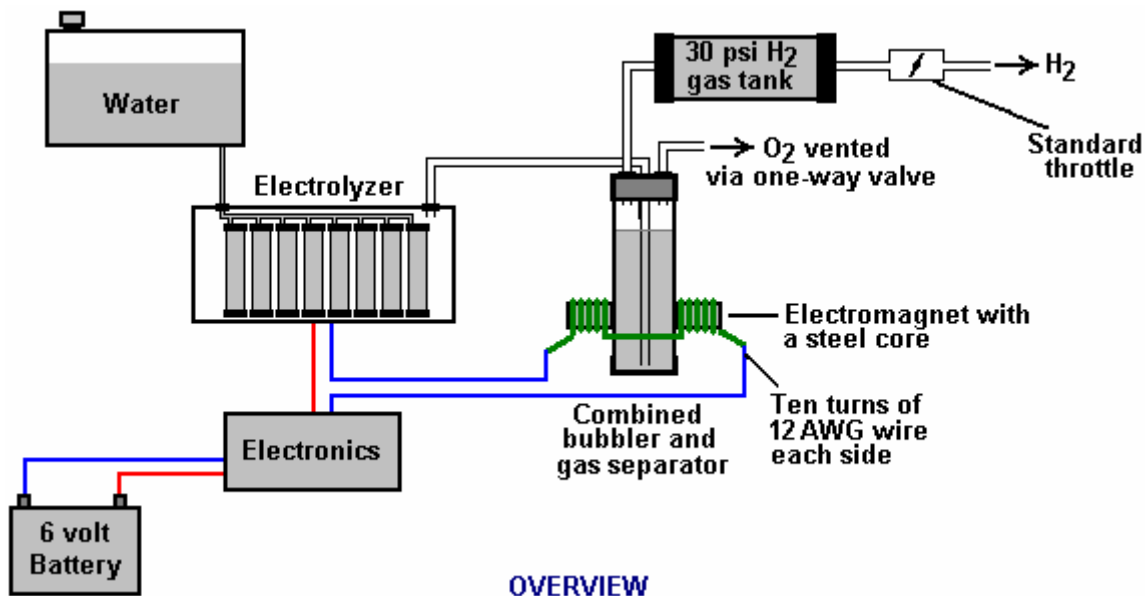 30 psi H2
gas tank
H2
Water
Standard
throttle
O2 vented
via one-way valve
Electrolyzer
Electromagnet with
a steel core
Combined
bubbler and
gas separator
Ten turns of
12 AWG wire
each side
Electronics
6 volt
Battery
OVERVIEW